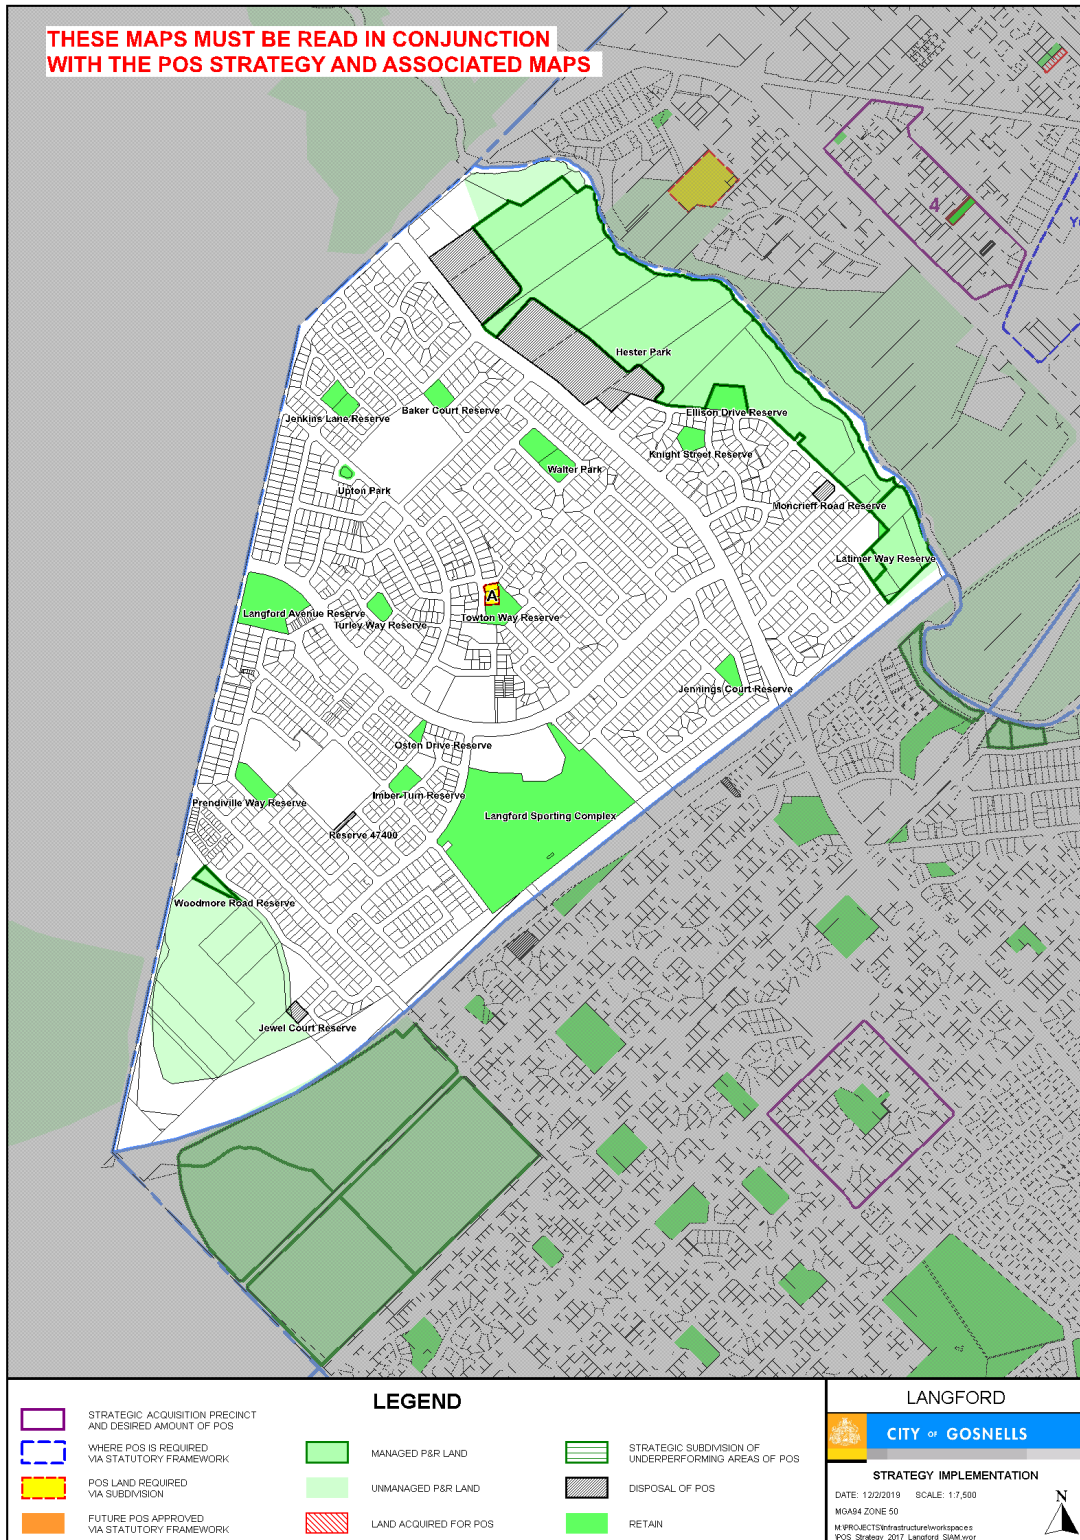 THESE MAPS MUST BE READ IN CONJUNCTION
WITH THE POS STRATEGY AND ASSOCIATED MAPS
4
Hester Park
Ellison Drive Reserve
Jenkins Lane Reserve
Baker Court Reserve
Knight Street Reserve
Walter Park
Upton Park
Moncrieff Road Reserve
Latimer Way Reserve
A
Langford Avenue Reserve
Turley Way Reserve
Towton Way Reserve
Jennings Court Reserve
Osten Drive Reserve
Imber Turn Reserve
Prendiville Way Reserve
Langford Sporting Complex
Reserve 47400
Woodmore Road Reserve
Jewel Court Reserve
LEGEND
STRATEGIC ACQUISITION PRECINCT
AND DESIRED AMOUNT OF POS
WHERE POS IS REQUIRED
VIA STATUTORY FRAMEWORK
POS LAND REQUIRED
VIA SUBDIVISION
FUTURE POS APPROVED
VIA STATUTORY FRAMEWORK
MANAGED P&R LAND
UNMANAGED P&R LAND
LAND ACQUIRED FOR POS
STRATEGIC SUBDIVISION OF
UNDERPERFORMING AREAS OF POS
DISPOSAL OF POS
RETAIN
LANGFORD
CITY OF GOSNELLS
STRATEGY IMPLEMENTATION
DATE: 12/2/2019 SCALE: 1:7,500
MGA94 ZONE 50
M:\PROJECTS\Infrastructure\workspaces
\POS_Strategy_2017_Langford_SIAM.wor
N